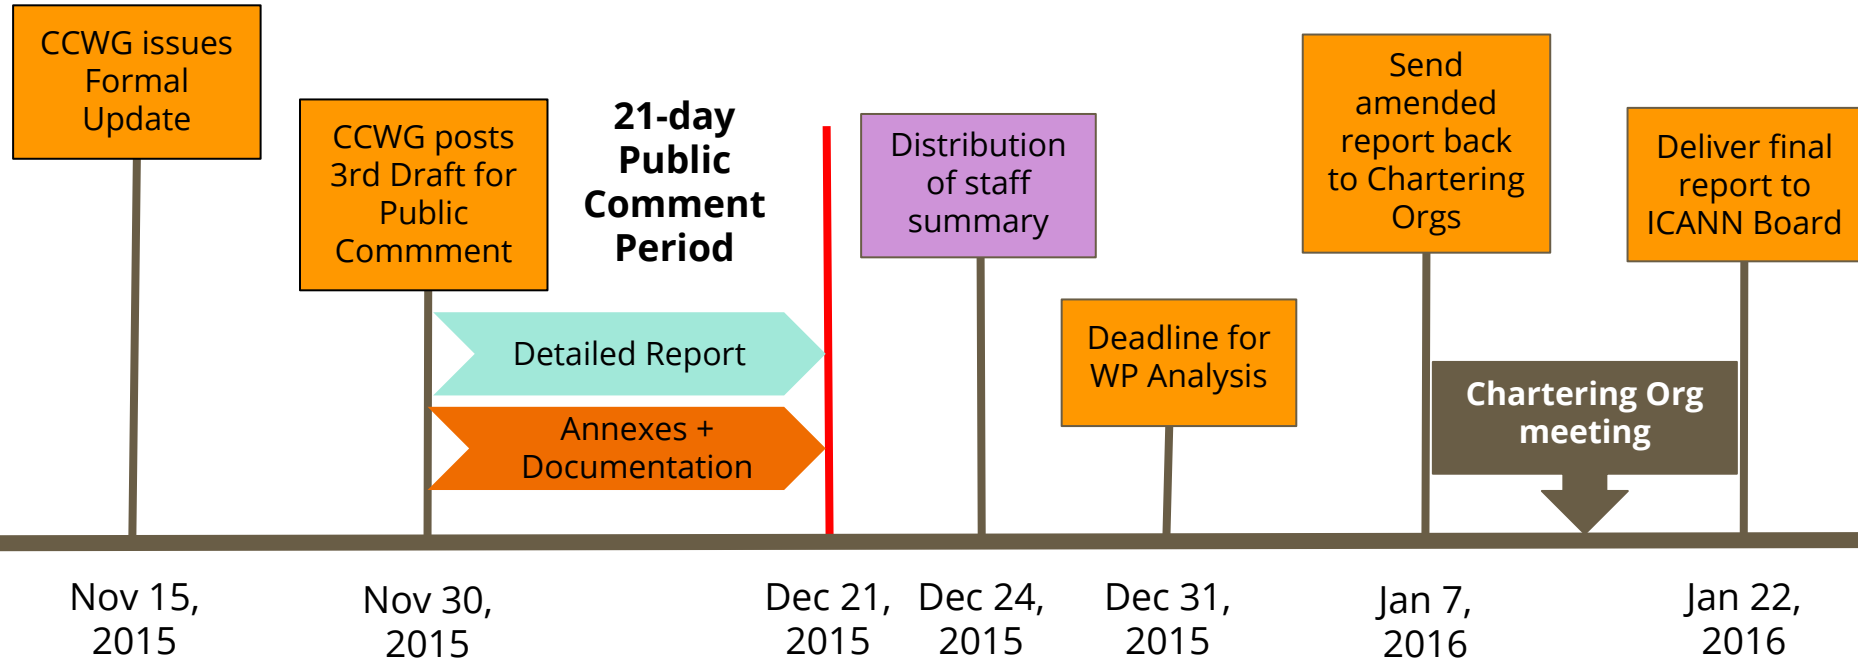 CCWG issues
Formal
Update
CCWG posts
3rd Draft for
Public
Commment
21-day
Public
Comment
Period
Detailed Report
Annexes +
Documentation
Distribution
of staff
summary
Deadline for
WP Analysis
Send
amended
report back
to Chartering
Orgs
Chartering Org
meeting
Deliver final
report to
ICANN Board
Nov 15,
2015
Nov 30,
2015
Dec 21,
2015
Dec 24,
2015
Dec 31,
2015
Jan 7,
2016
Jan 22,
2016